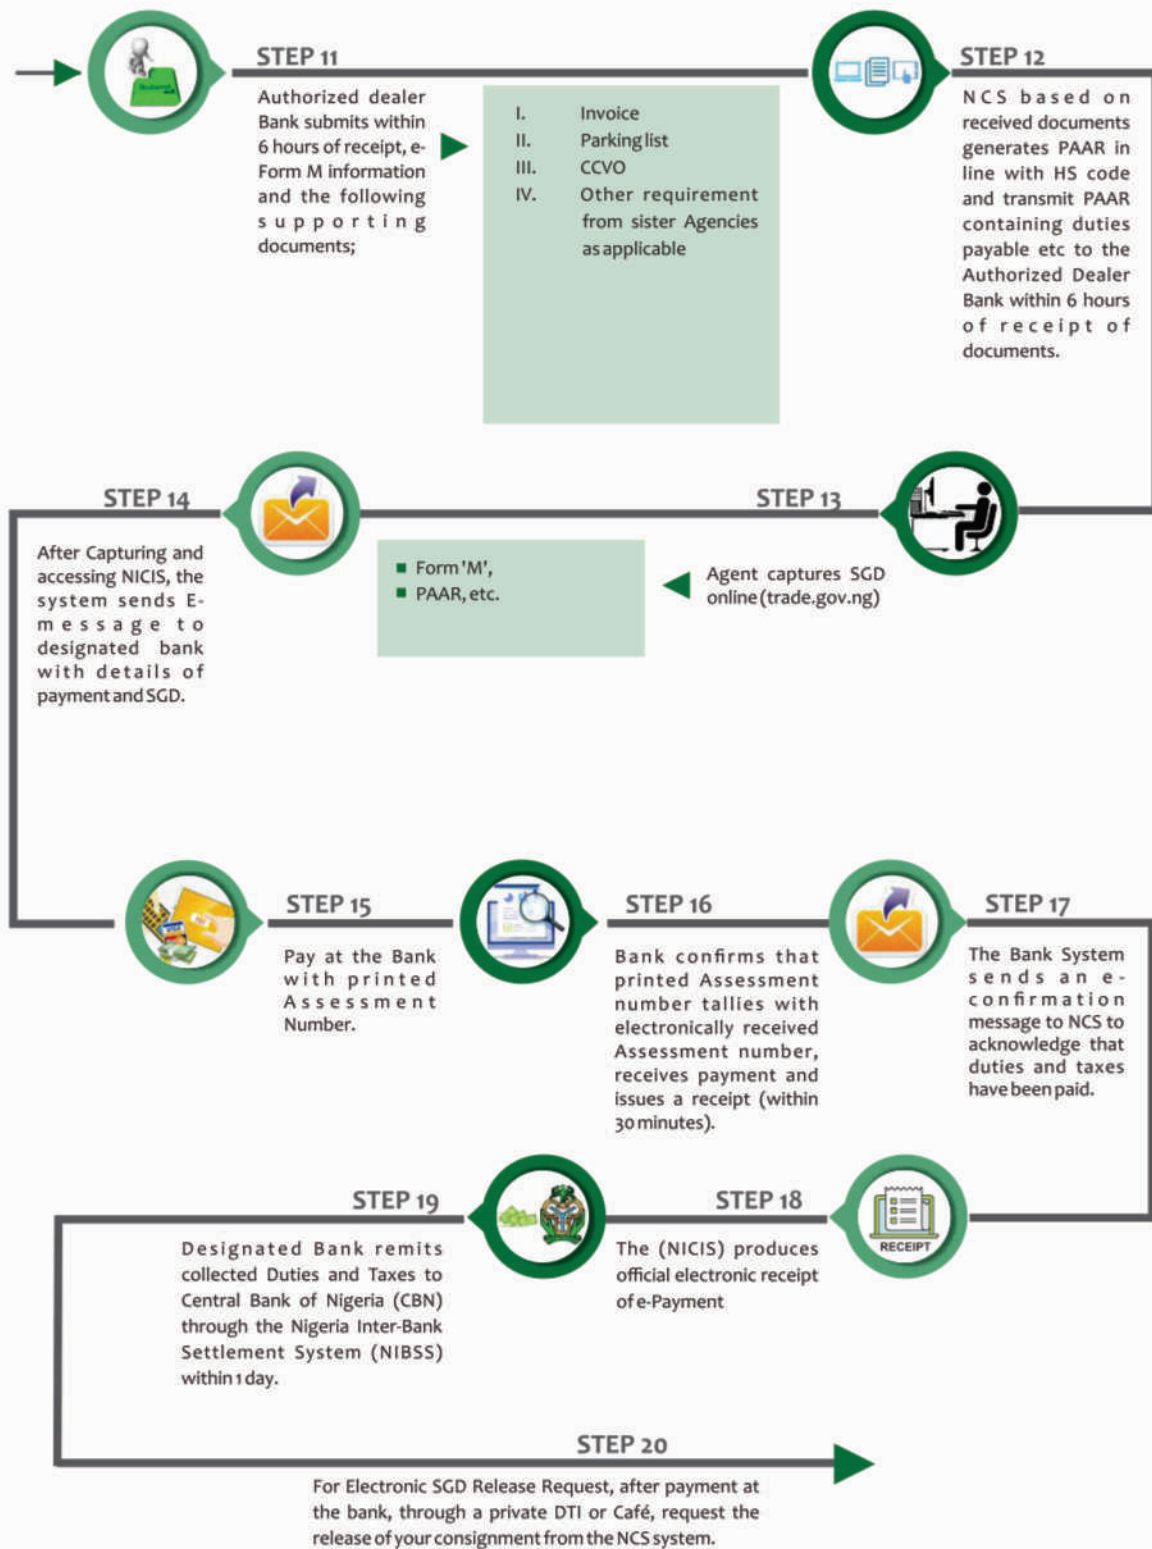 STEP 11
Authorized dealer
Bank submits within
6 hours of receipt, e-
Form M information
and the following
supporting
documents;
I. Invoice
II. Parking list
III. CCVO
IV. Other requirement
from sister Agencies
as applicable
STEP 12
NCS based on
received documents
generates PAAR in
line with HS code
and transmit PAAR
containing duties
payable etc to the
Authorized Dealer
Bank within 6 hours
of receipt of
documents.
STEP 13
Agent captures SGD
online (trade.gov.ng)
■ Form 'M',
■ PAAR, etc.
STEP 14
After Capturing and
accessing NICIS, the
system sends E-
message to
designated bank
with details of
payment and SGD.
STEP 15
Pay at the Bank
with printed
Assessment
Number.
STEP 16
Bank confirms that
printed Assessment
number tallies with
electronically received
Assessment number,
receives payment and
issues a receipt (within
30 minutes).
STEP 17
The Bank System
sends an e-
confirmation
message to NCS to
acknowledge that
duties and taxes
have been paid.
RECEIPT
STEP 18
The (NICIS) produces
official electronic receipt
of e-Payment
STEP 19
Designated Bank remits
collected Duties and Taxes to
Central Bank of Nigeria (CBN)
through the Nigeria Inter-Bank
Settlement System (NIBSS)
within 1 day.
STEP 20
For Electronic SGD Release Request, after payment at
the bank, through a private DTI or Café, request the
release of your consignment from the NCS system.